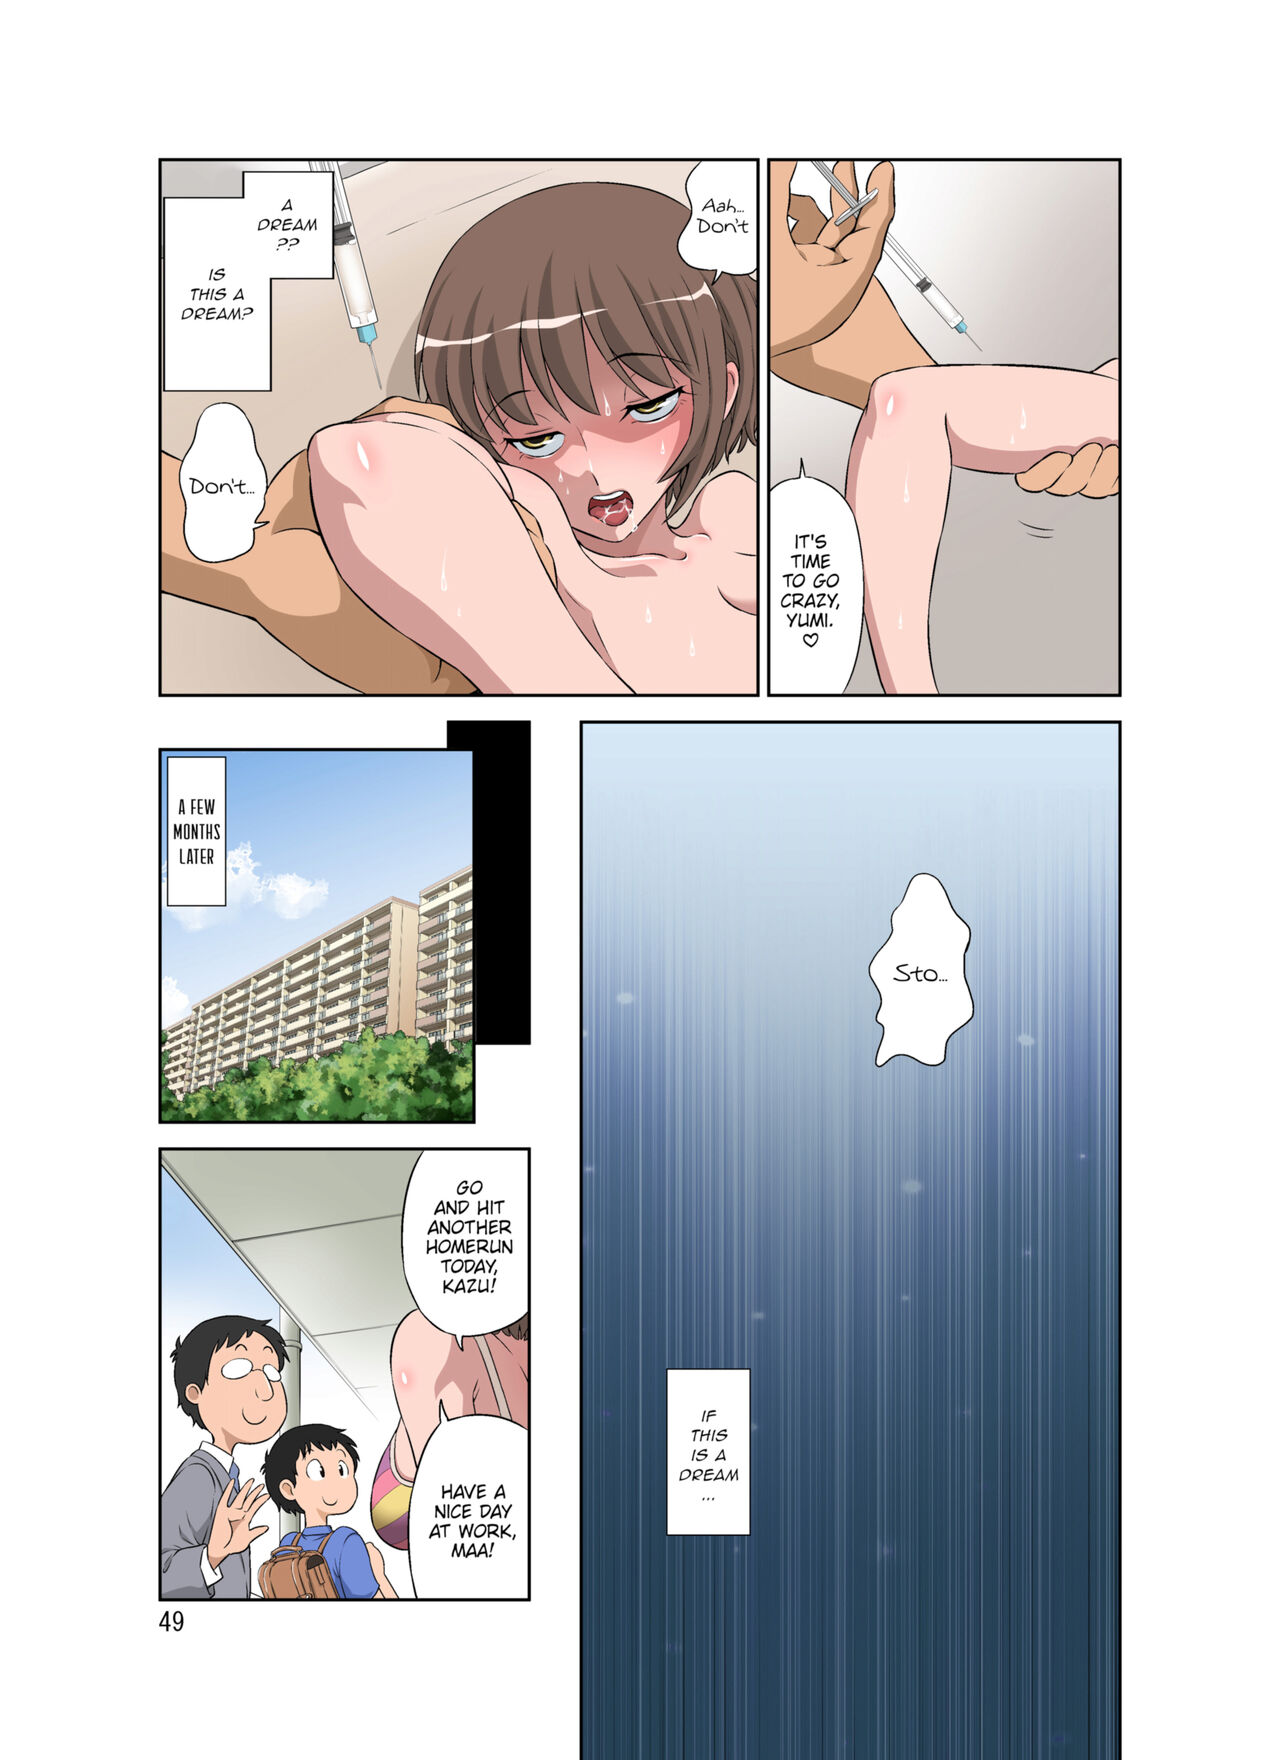 IT'S
TIME
TO GO
CRAZY,
YUMI.
♡
Aah...
Don't
A
DREAM
??
IS
THIS A
DREAM?
Don't...
Sto...
IF
THIS
IS A
DREAM
...
A FEW
MONTHS
LATER
GO
AND HIT
ANOTHER
HOMERUN
TODAY,
KAZU!
HAVE A
NICE DAY
AT WORK,
MAA!
49